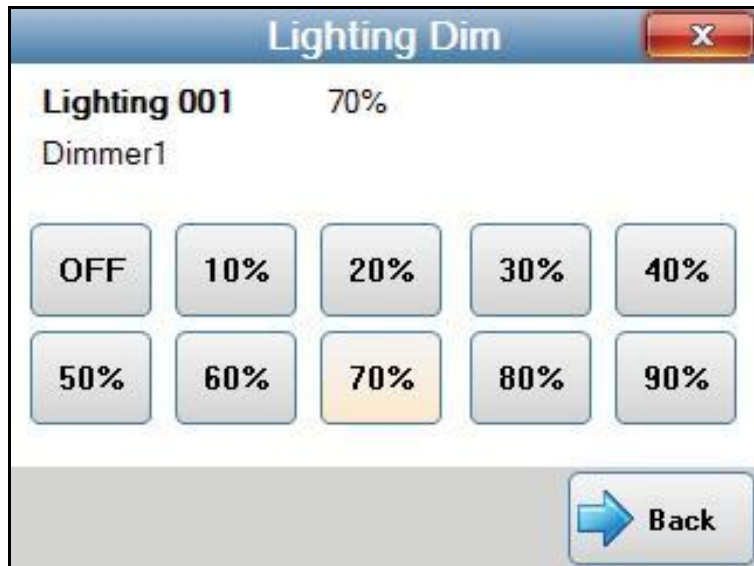 Lighting Dim x
Lighting 001 70%
Dimmer1
OFF 10% 20% 30% 40%
50% 60% 70% 80% 90%
Back